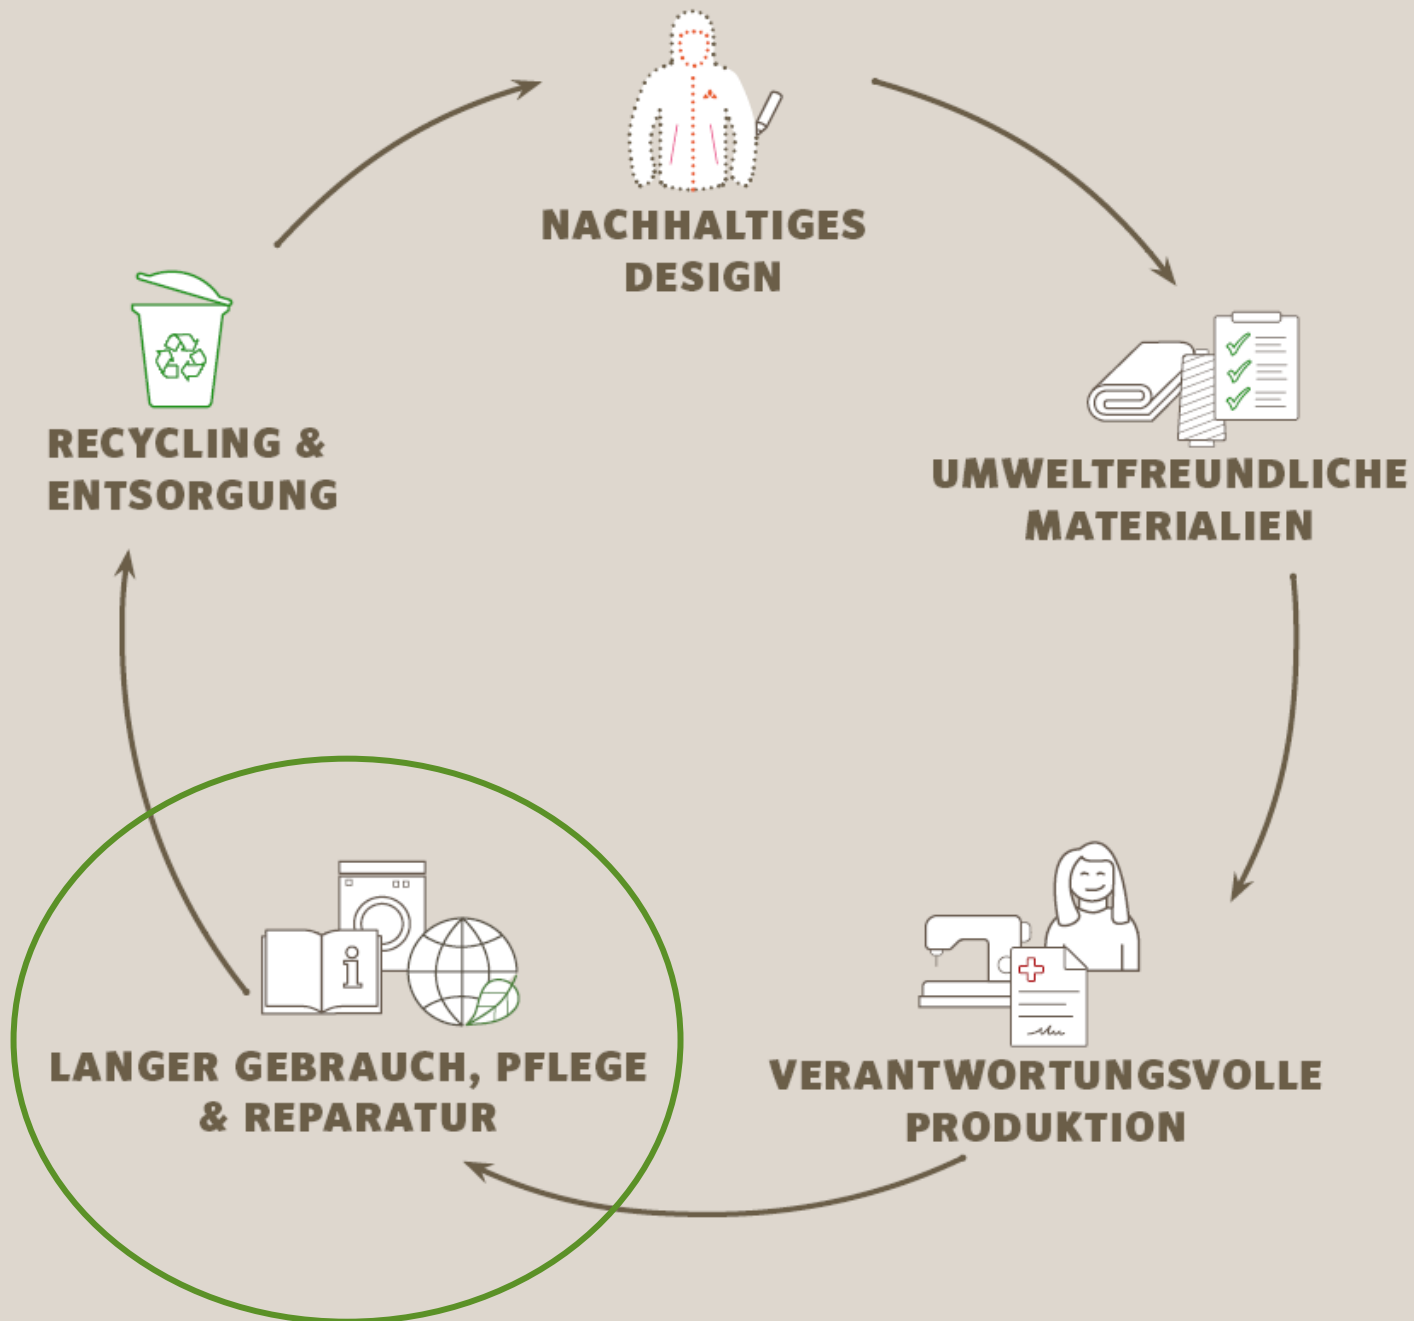 NACHHALTIGES
DESIGN
UMWELTFREUNDLICHE
MATERIALIEN
VERANTWORTUNGSVOLLE
PRODUKTION
LANGER GEBRAUCH, PFLEGE
& REPARATUR
i
RECYCLING &
ENTSORGUNG